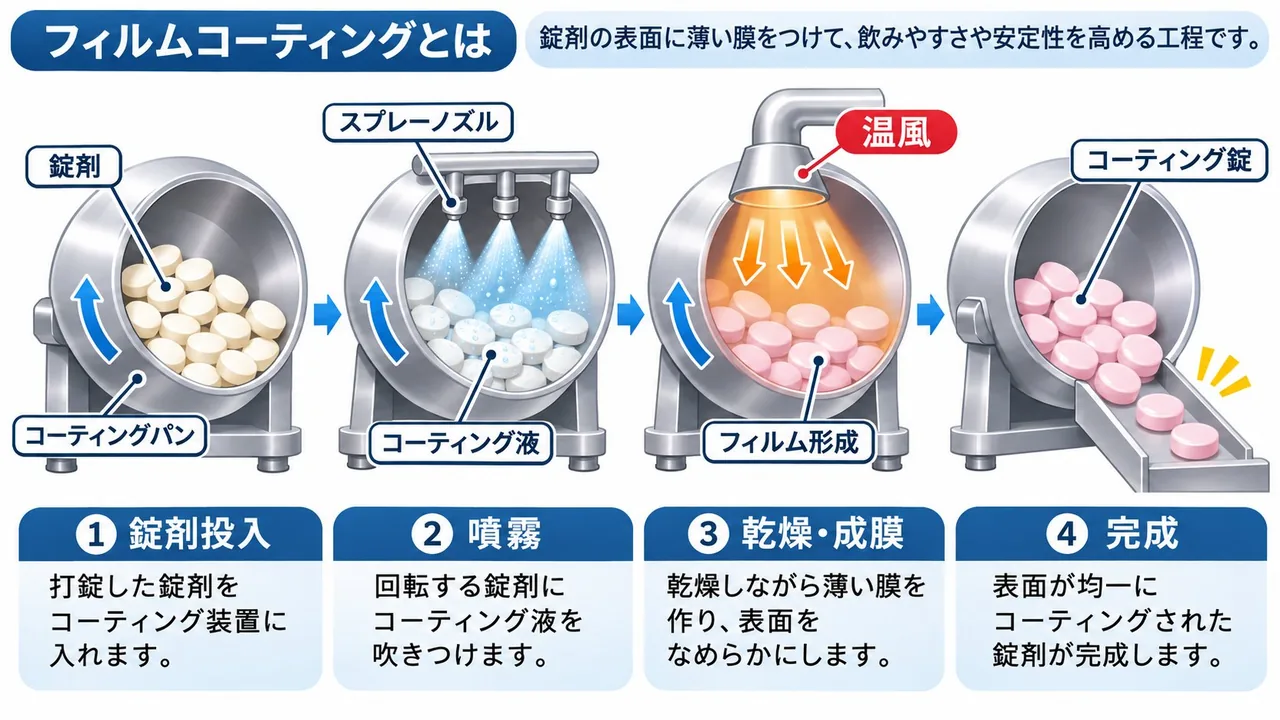 フィルムコーティングとは
錠剤の表面に薄い膜をつけて、飲みやすさや安定性を高める工程です。
錠剤
コーティングパン
スプレーノズル
コーティング液
温風
フィルム形成
コーティング錠
1 錠剤投入
打錠した錠剤を
コーティング装置に
入れます。
2 噴霧
回転する錠剤に
コーティング液を
吹きつけます。
3 乾燥・成膜
乾燥しながら薄い膜を
作り、表面を
なめらかにします。
4 完成
表面が均一に
コーティングされた
錠剤が完成します。